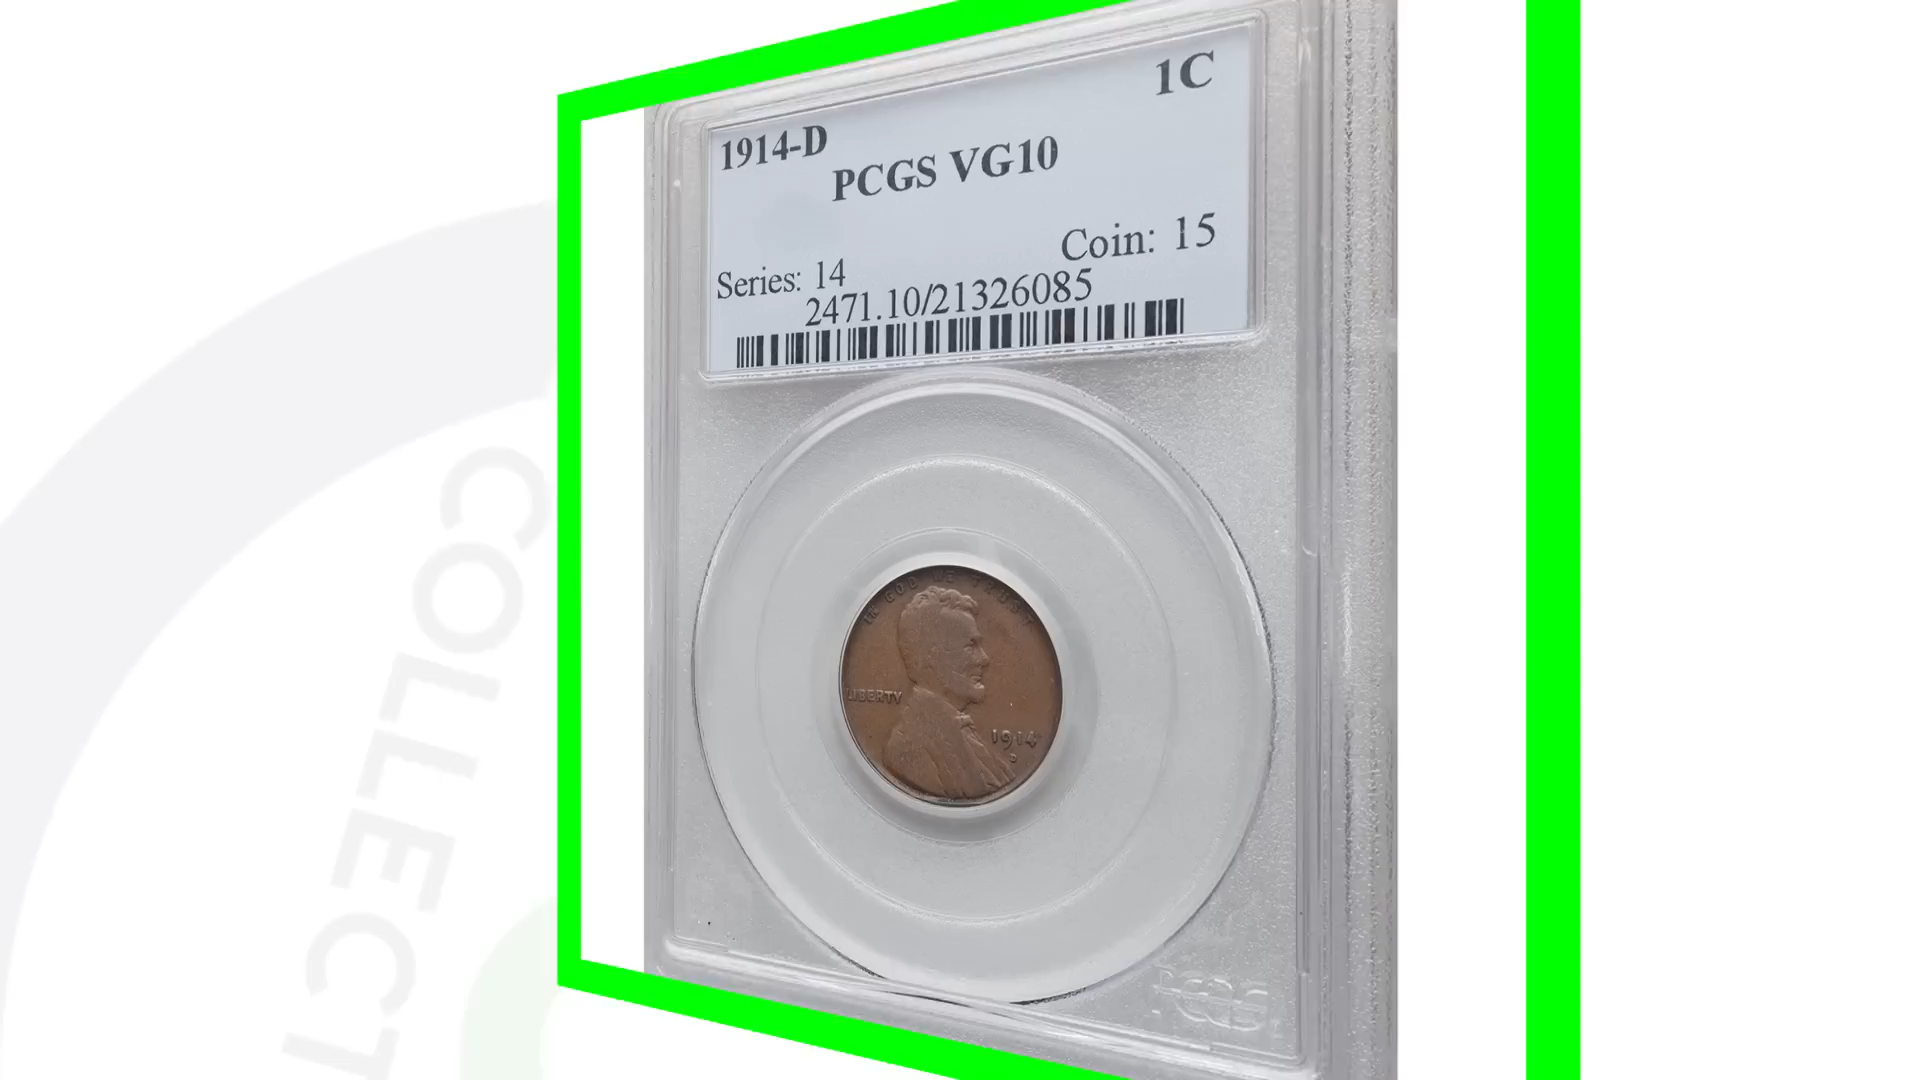 1C
1914-D
PCGS VG10
Coin: 15
Series: 14
2471.10/21326085
IN GOD WE TRUST
LIBERTY
1914
D
PCGS
COLLECT